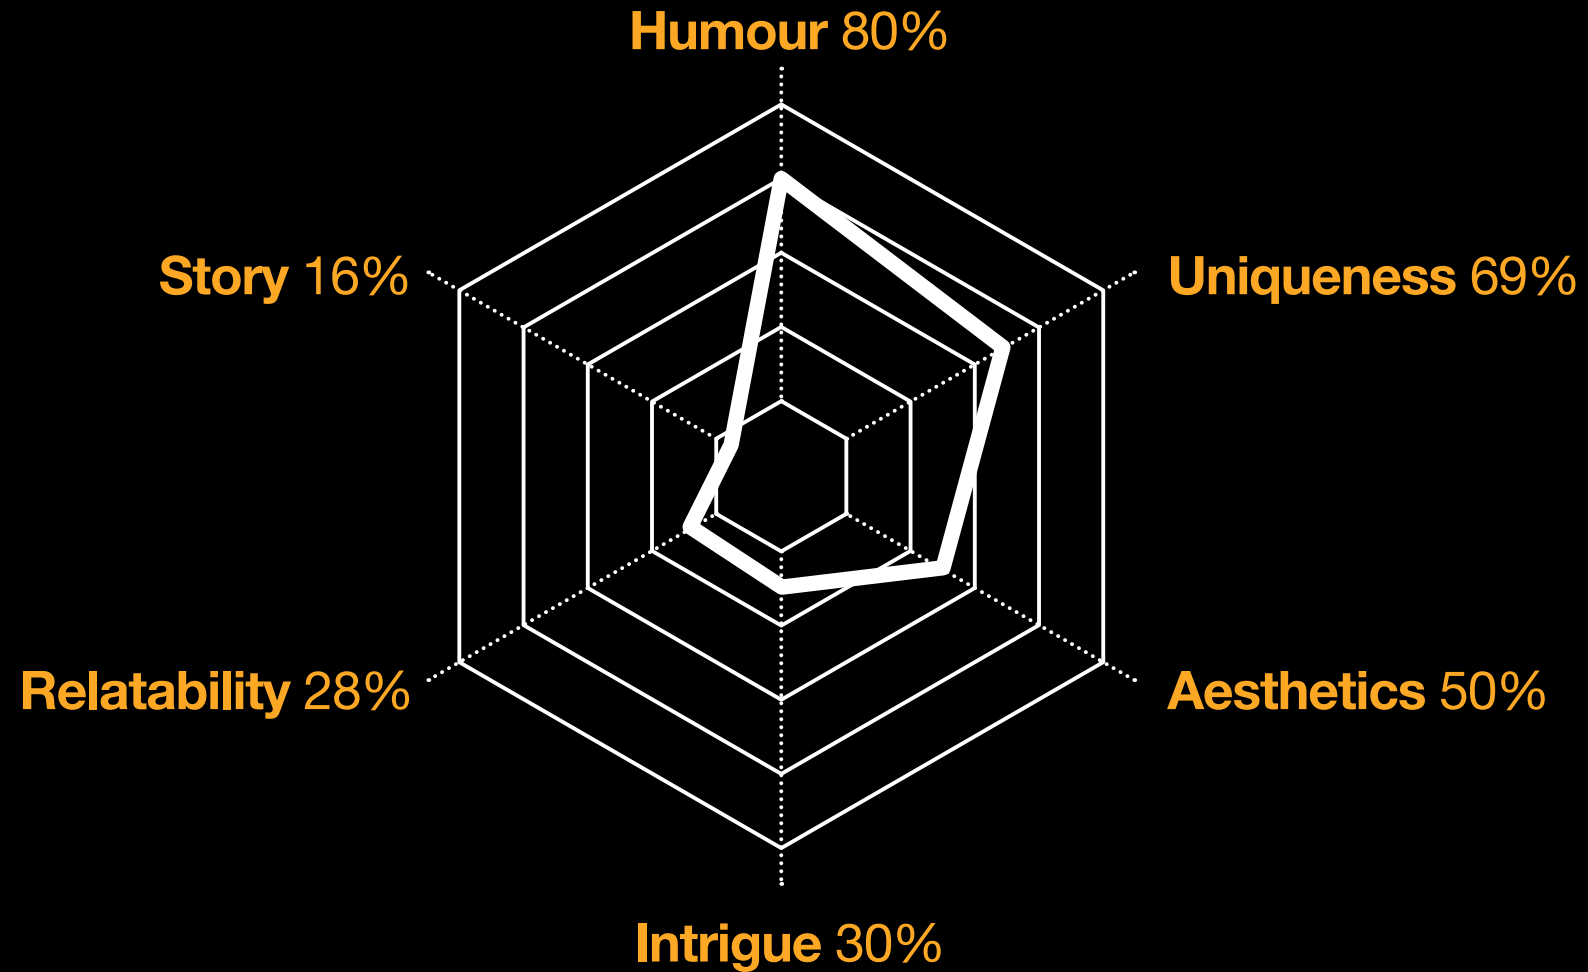 Humour 80%
Story 16%
Uniqueness 69%
Relatability 28%
Aesthetics 50%
Intrigue 30%